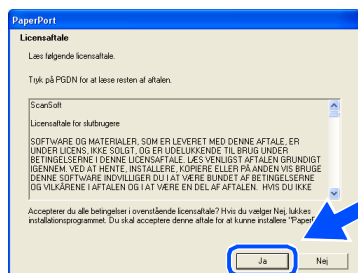 PaperPort
Licensaftale
Læs følgende licensaftale.
Tryk på PGDN for at læse resten af aftalen.
ScanSoft
Licensaftale for slutbrugere
SOFTWARE OG MATERIALER, SOM ER LEVERET MED DENNE AFTALE, ER
UNDER LICENS, IKKE SOLGT, OG ER UDELUKKENDE TIL BRUG UNDER
BETINGELSERNE I DENNE LICENSAFTALE. LÆS VENLIGST AFTALEN GRUNDIGT
IGENNEM. VED AT HENTE, INSTALLERE, KOPIERE ELLER PÅ ANDEN VIS BRUGE
DENNE SOFTWARE INDVILLIGER DU I AT VÆRE BUNDET AF BETINGELSERNE
OG VILKÅRENE I AFTALEN OG I AT VÆRE EN DEL AF AFTALEN. HVIS DU IKKE
Accepterer du alle betingelser i ovenstående licensaftale? Hvis du vælger Nej, lukkes
installationsprogrammet. Du skal acceptere denne aftale for at kunne installere "PaperP
Ja
Nej